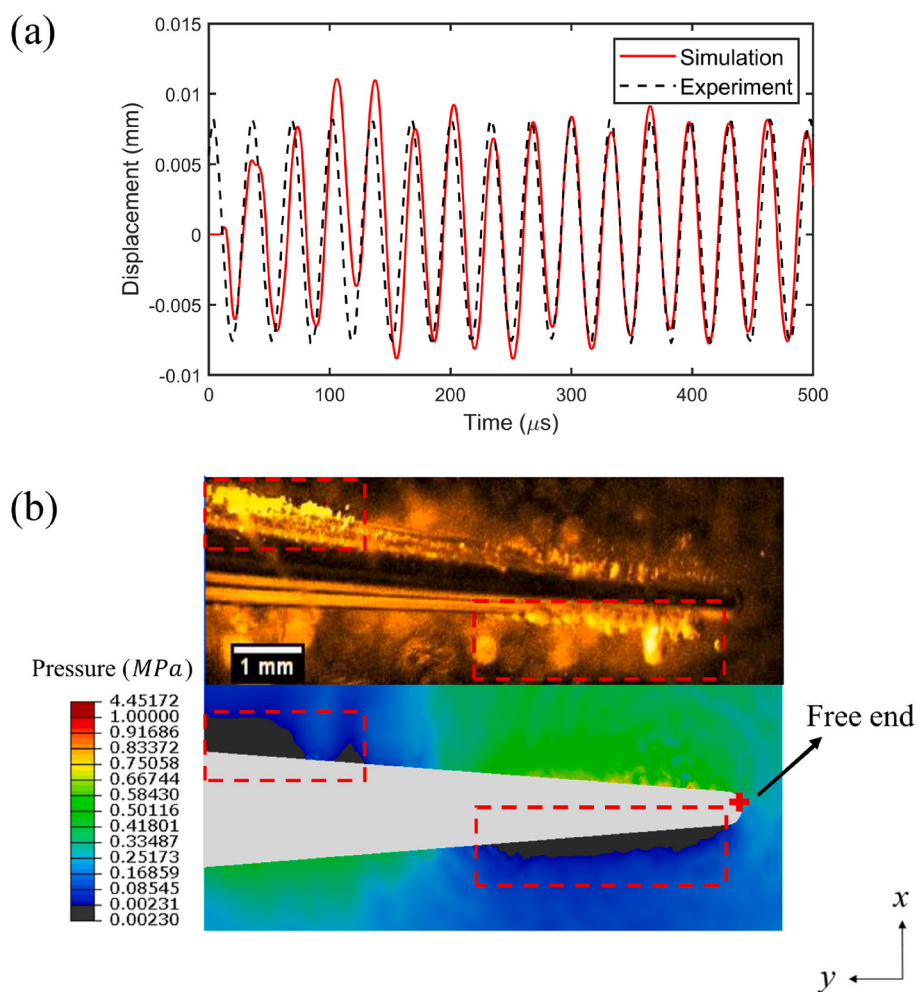 (a)
0.015
0.01
0.005
0
-0.005
-0.01
Displacement (mm)
Simulation
Experiment
0 100 200 300 400 500
Time (μs)
(b)
1 mm
Pressure (MPa)
4.45172
1.00000
0.91686
0.83372
0.75058
0.66744
0.58430
0.50116
0.41801
0.33487
0.25173
0.16859
0.08545
0.00231
0.00230
Free end
x
y